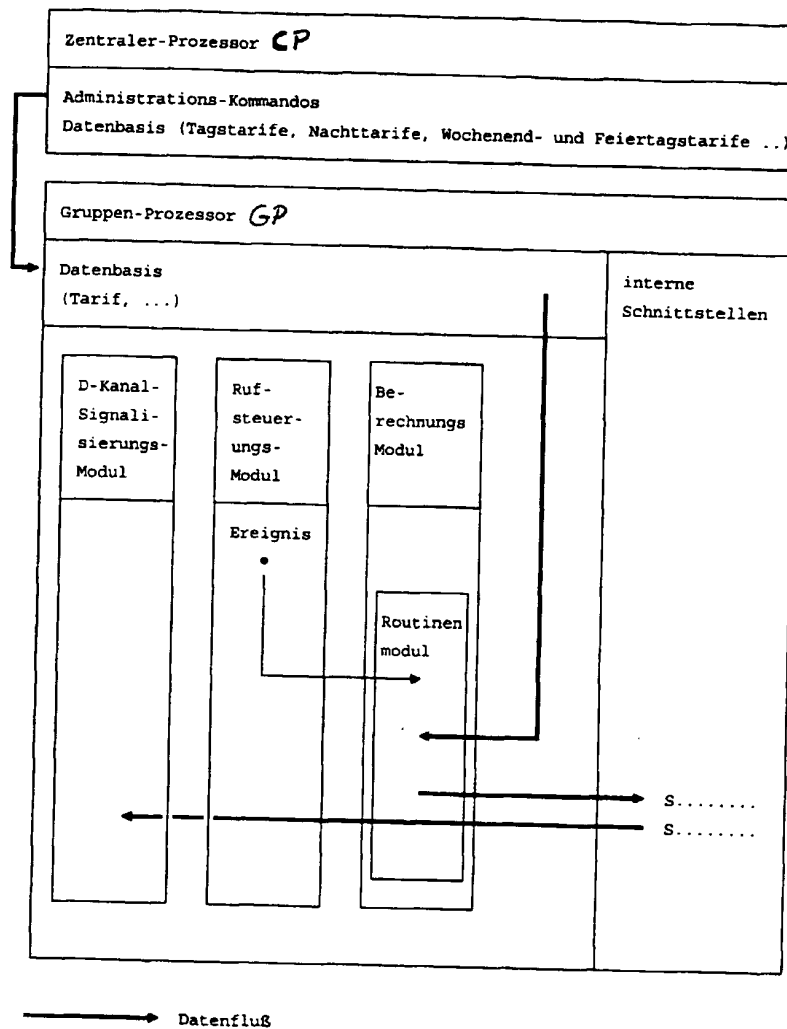 Zentraler-Prozessor CP
Administrations-Kommandos
Datenbasis (Tagstarife, Nachttarife, Wochenend- und Feiertagstarife ..)
Gruppen-Prozessor GP
Datenbasis
(Tarif, ...)
interne
Schnittstellen
D-Kanal-
Signali-
sierungs-
Modul
Ruf-
steuer-
ungs-
Modul
Be-
rechnungs
Modul
Ereignis
Routinen
modul
S........
S........
Datenfluß